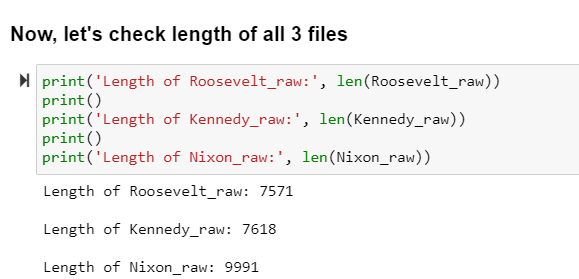 Now, let's check length of all 3 files
print('Length of Roosevelt_raw:', len(Roosevelt_raw))
print()
print('Length of Kennedy_raw:', len(Kennedy_raw))
print()
print('Length of Nixon_raw:', len(Nixon_raw))
Length of Roosevelt_raw: 7571
Length of Kennedy_raw: 7618
Length of Nixon_raw: 9991